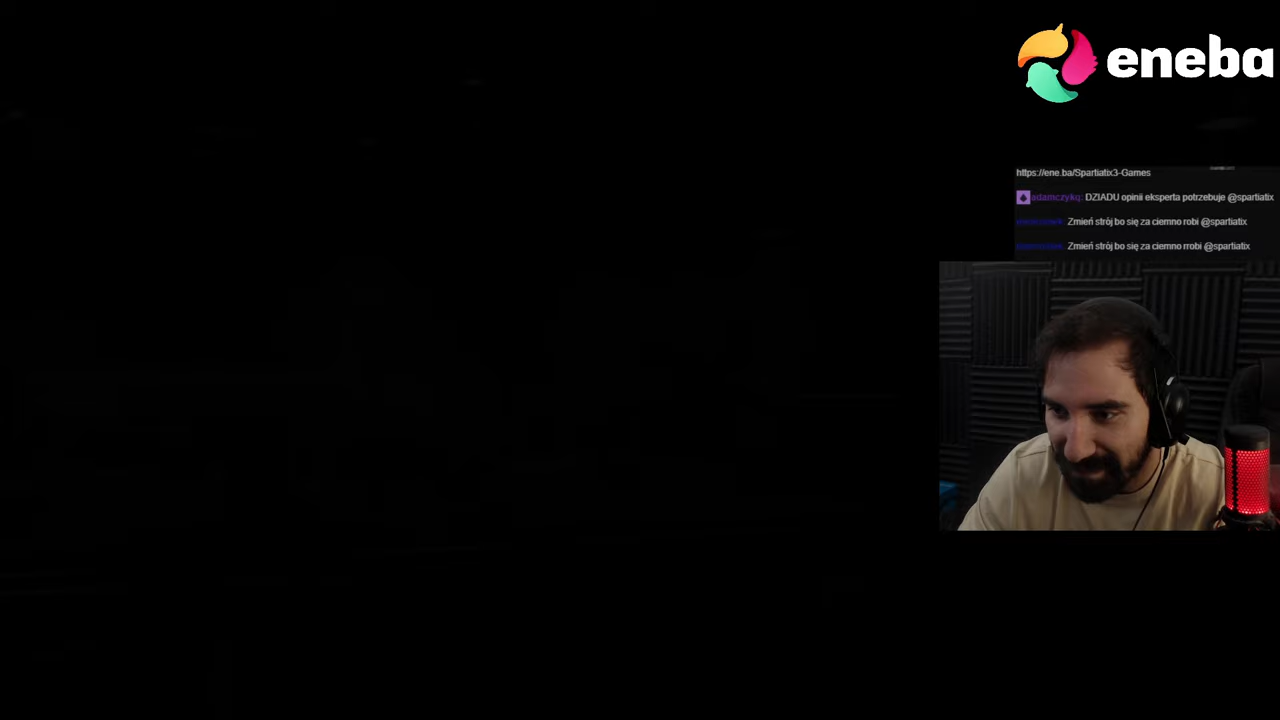 eneba
https://ene.ba/Spartiatix3-Games
adamczykq: DZIADU opinii eksperta potrzebuje @spartiatix
Zmień strój bo się za ciemno robi @spartiatix
Zmień strój bo się za ciemno rrobi @spartiatix